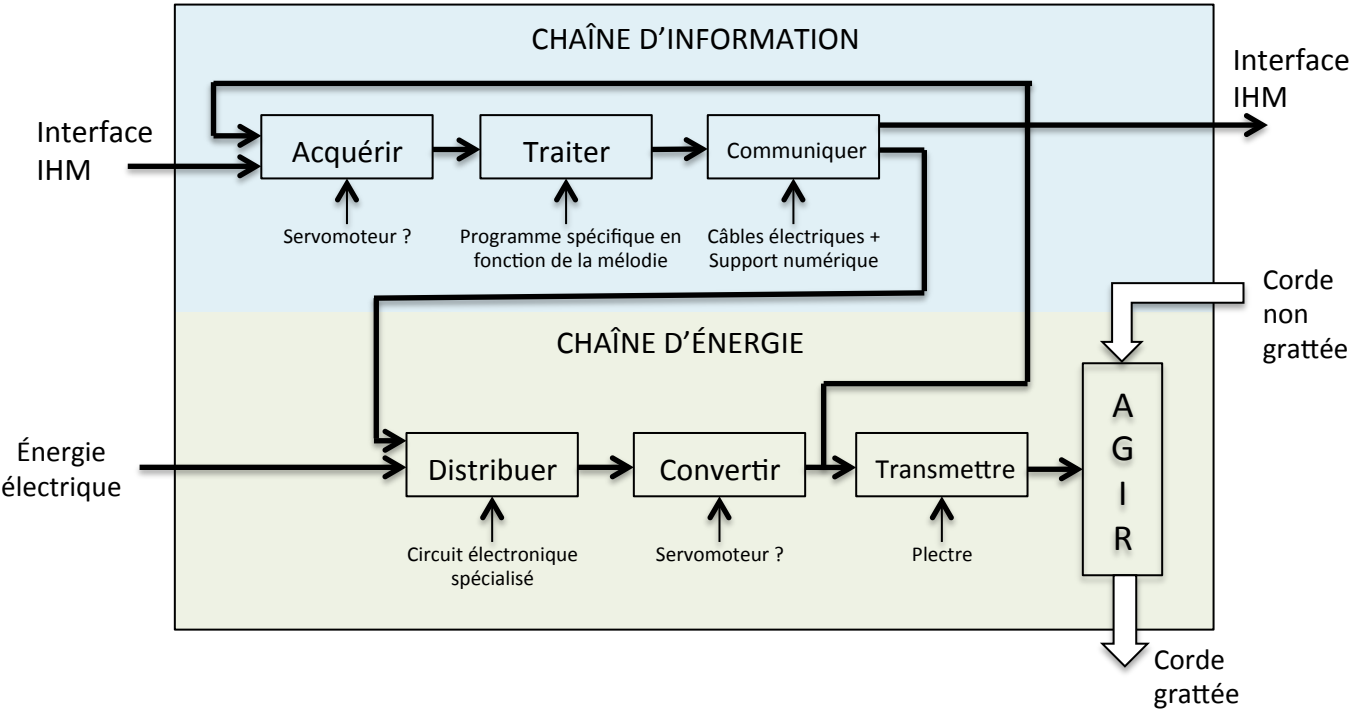 CHAÎNE D'INFORMATION
Interface
IHM
Interface
IHM
Acquérir
Traiter
Communiquer
Servomoteur ?
Programme spécifique en
fonction de la mélodie
Câbles électriques +
Support numérique
Corde
non
grattée
CHAÎNE D'ÉNERGIE
A
G
I
R
Énergie
électrique
Distribuer
Convertir
Transmettre
Circuit électronique
spécialisé
Servomoteur ?
Plectre
Corde
grattée